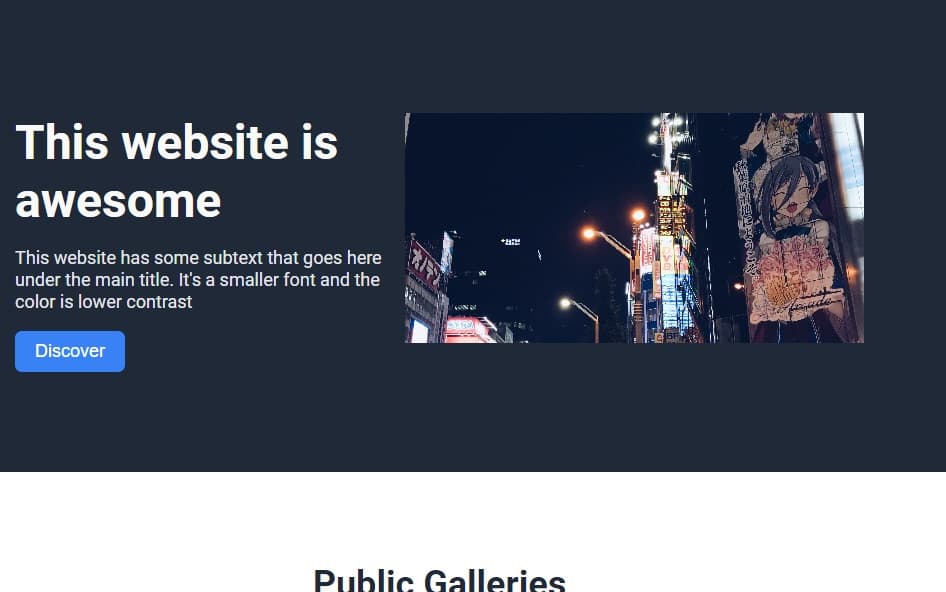 This website is
awesome
This website has some subtext that goes here
under the main title. It's a smaller font and the
color is lower contrast
Discover
Public Galleries